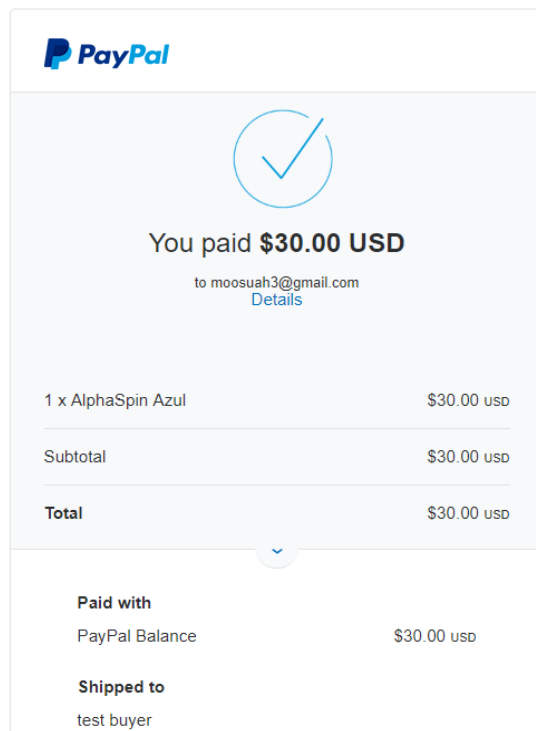 PayPal
You paid $30.00 USD
to moosuah3@gmail.com
Details
1 x AlphaSpin Azul $30.00 USD
Subtotal $30.00 USD
Total $30.00 USD
Paid with
PayPal Balance $30.00 USD
Shipped to
test buyer